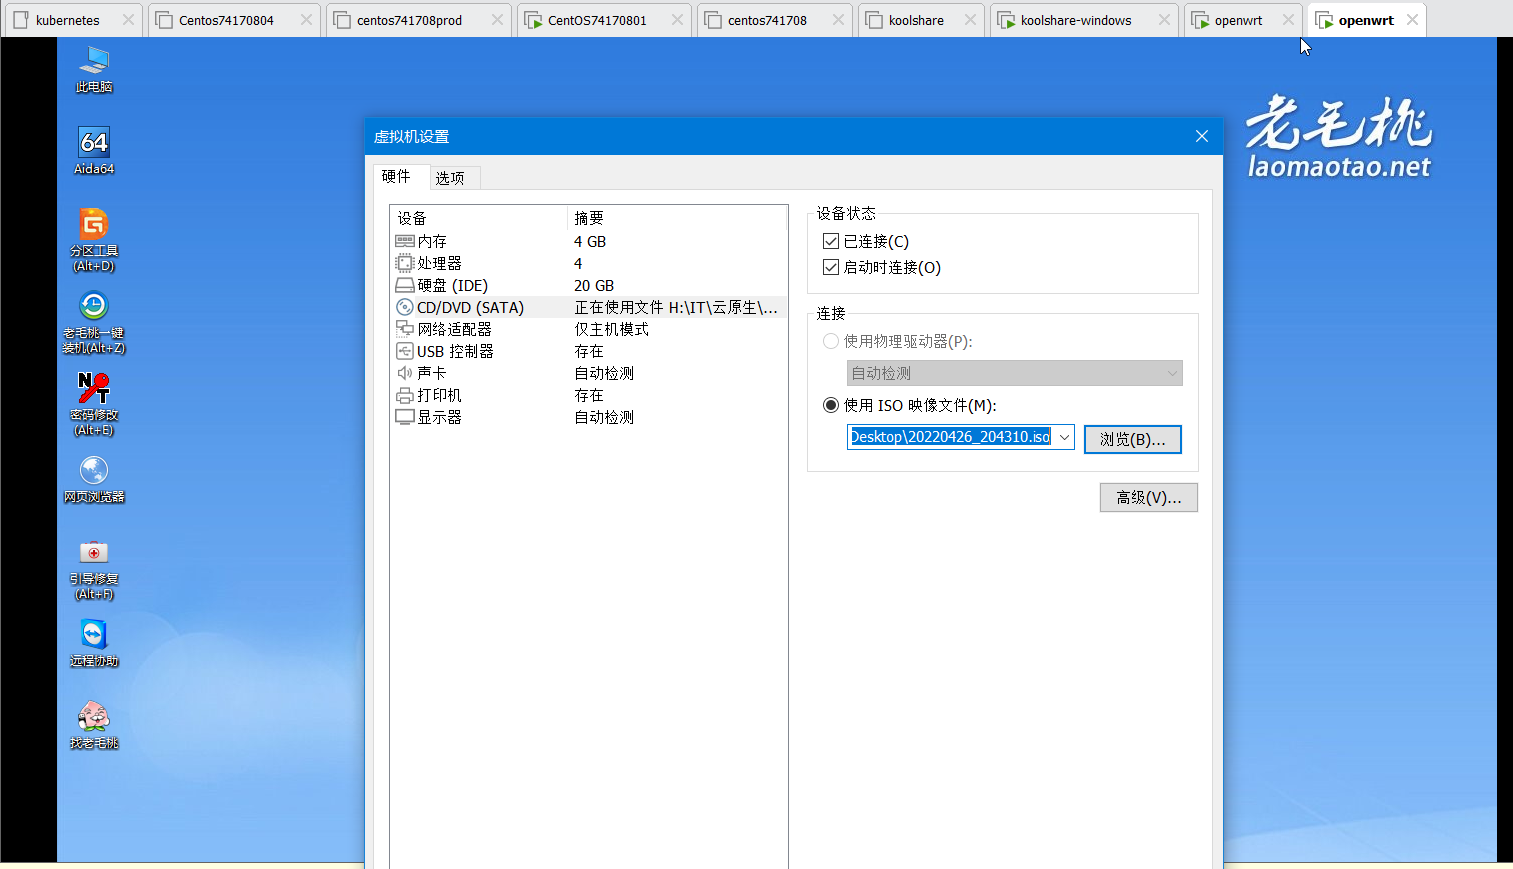 kubernetes
Centos74170804
centos741708prod
CentOS74170801
centos741708
koolshare
koolshare-windows
openwrt
openwrt
此电脑
64
Aida64
分区工具
(Alt+D)
老毛桃一键
装机(Alt+Z)
NT
密码修改
(Alt+E)
网页浏览器
引导修复
(Alt+F)
远程协助
找老毛桃
老毛桃
laomaotao.net
虚拟机设置
硬件
选项
设备 摘要
内存 4 GB
处理器 4
硬盘 (IDE) 20 GB
CD/DVD (SATA) 正在使用文件 H:\IT\云原生\...
网络适配器 仅主机模式
USB 控制器 存在
声卡 自动检测
打印机 存在
显示器 自动检测
设备状态
已连接(C)
启动时连接(O)
连接
使用物理驱动器(P):
自动检测
使用 ISO 映像文件(M):
Desktop\20220426_204310.iso
浏览(B)...
高级(V)...